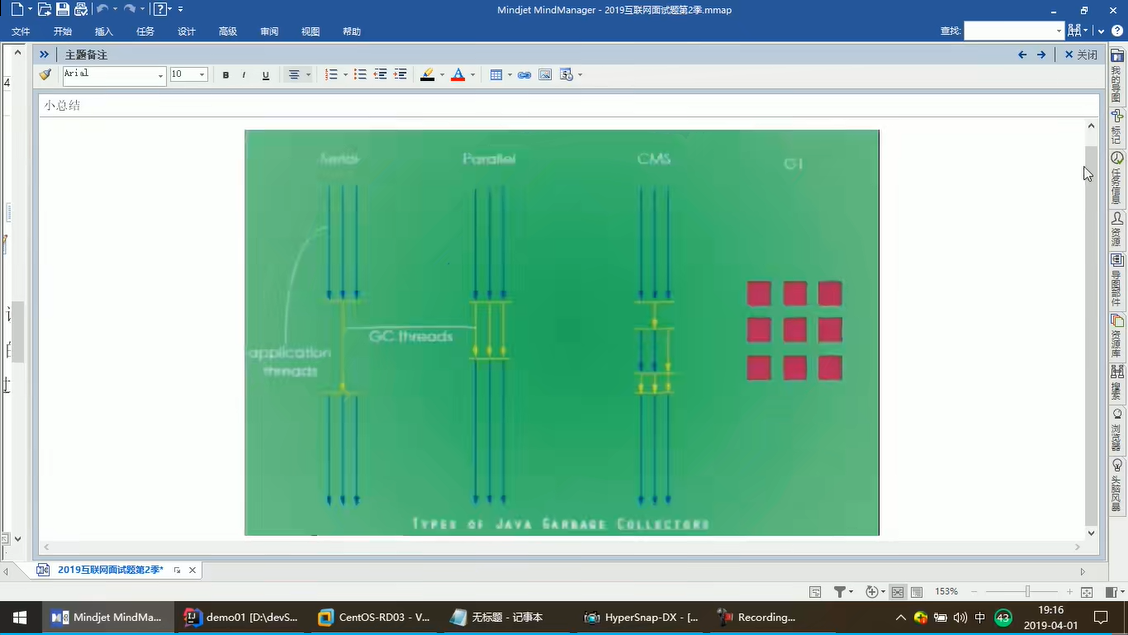 Mindjet MindManager - 2019互联网面试题第2季.mmap
文件 开始 插入 任务 设计 高级 审阅 视图 帮助
查找:
主题备注
关闭
Arial 10 B I U
小总结
4
Serial Parallel CMS G1
GC threads
application
threads
TYPES OF JAVA GARBAGE COLLECTORS
我的导图
标记
任务信息
资源
导图部件
资源库
搜索
浏览器
头脑风暴
2019互联网面试题第2季*
153%
Mindjet MindMa...
demo01 [D:\devS...
CentOS-RD03 - V...
无标题 - 记事本
HyperSnap-DX - [...
Recording...
中
43
19:16
2019-04-01